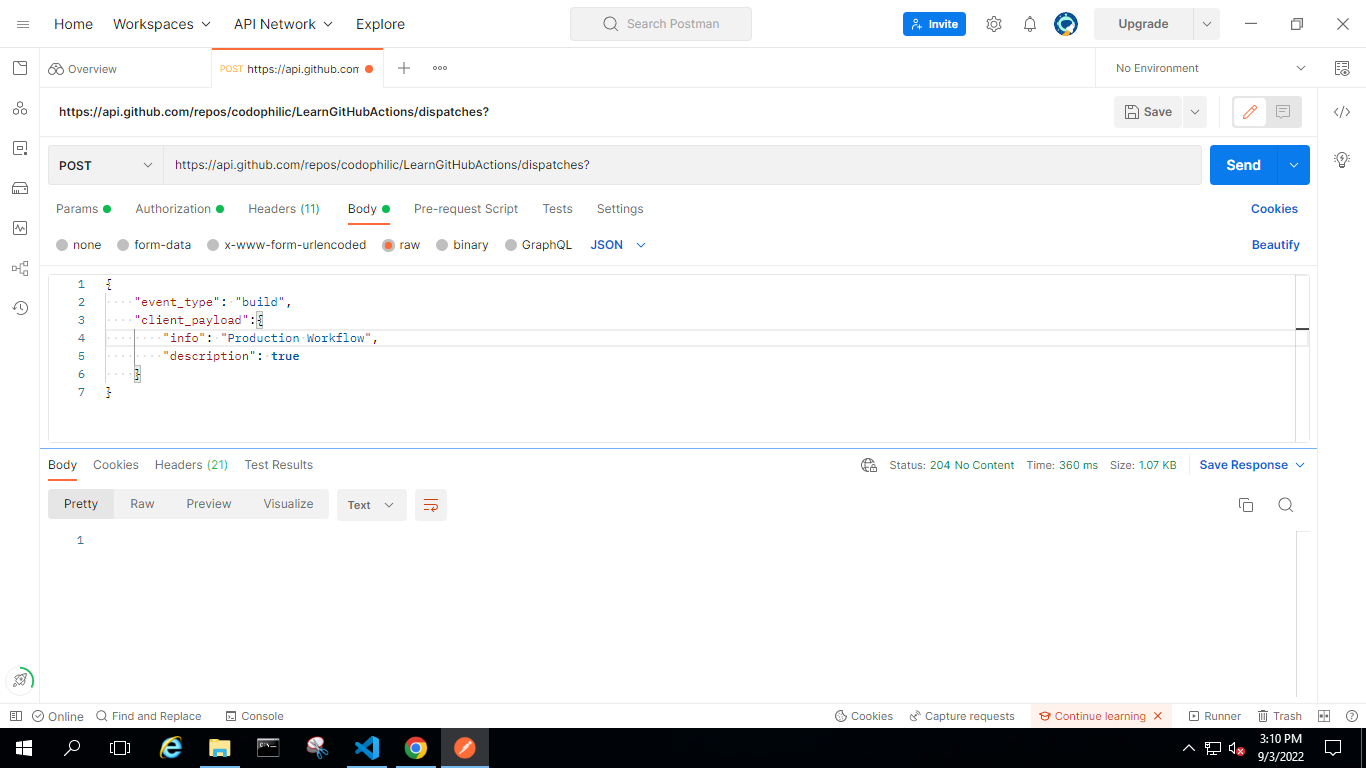 Home Workspaces API Network Explore Search Postman Invite Upgrade
Overview POST https://api.github.com No Environment
https://api.github.com/repos/codophilic/LearnGitHubActions/dispatches? Save
POST https://api.github.com/repos/codophilic/LearnGitHubActions/dispatches? Send
Params Authorization Headers (11) Body Pre-request Script Tests Settings Cookies
none form-data x-www-form-urlencoded raw binary GraphQL JSON Beautify
1 {
2 "event_type": "build",
3 "client_payload":{
4 "info": "Production Workflow",
5 "description": true
6 }
7 }
Body Cookies Headers (21) Test Results Status: 204 No Content Time: 360 ms Size: 1.07 KB Save Response
Pretty Raw Preview Visualize Text
1
Online Find and Replace Console Cookies Capture requests Continue learning Runner Trash
3:10 PM
9/3/2022